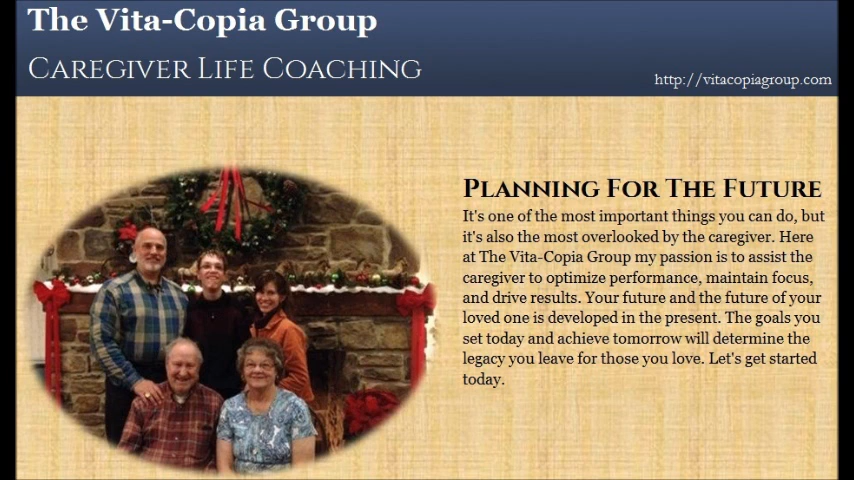 The Vita-Copia Group
Caregiver Life Coaching
http://vitacopiagroup.com
Planning For The Future
It's one of the most important things you can do, but
it's also the most overlooked by the caregiver. Here
at The Vita-Copia Group my passion is to assist the
caregiver to optimize performance, maintain focus,
and drive results. Your future and the future of your
loved one is developed in the present. The goals you
set today and achieve tomorrow will determine the
legacy you leave for those you love. Let's get started
today.